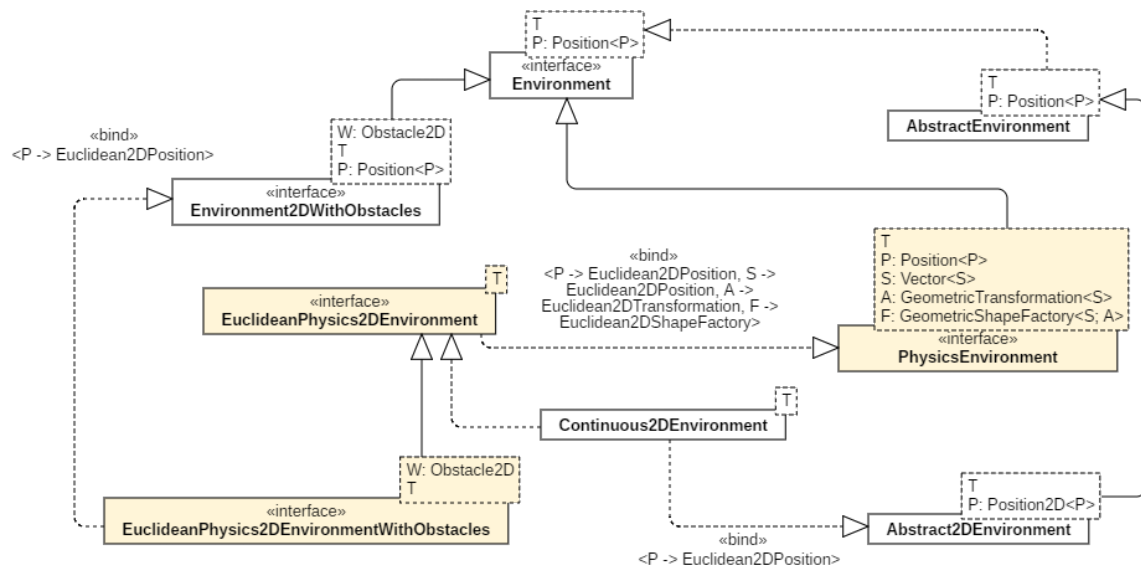 T
P: Position<P>
«interface»
Environment
T
P: Position<P>
AbstractEnvironment
«bind»
<P -> Euclidean2DPosition>
W: Obstacle2D
T
P: Position<P>
«interface»
Environment2DWithObstacles
T
P: Position<P>
S: Vector<S>
A: GeometricTransformation<S>
F: GeometricShapeFactory<S; A>
«interface»
PhysicsEnvironment
«bind»
<P -> Euclidean2DPosition, S ->
Euclidean2DPosition, A ->
Euclidean2DTransformation, F ->
Euclidean2DShapeFactory>
T
«interface»
EuclideanPhysics2DEnvironment
T
Continuous2DEnvironment
W: Obstacle2D
T
«interface»
EuclideanPhysics2DEnvironmentWithObstacles
T
P: Position2D<P>
Abstract2DEnvironment
«bind»
<P -> Euclidean2DPosition>